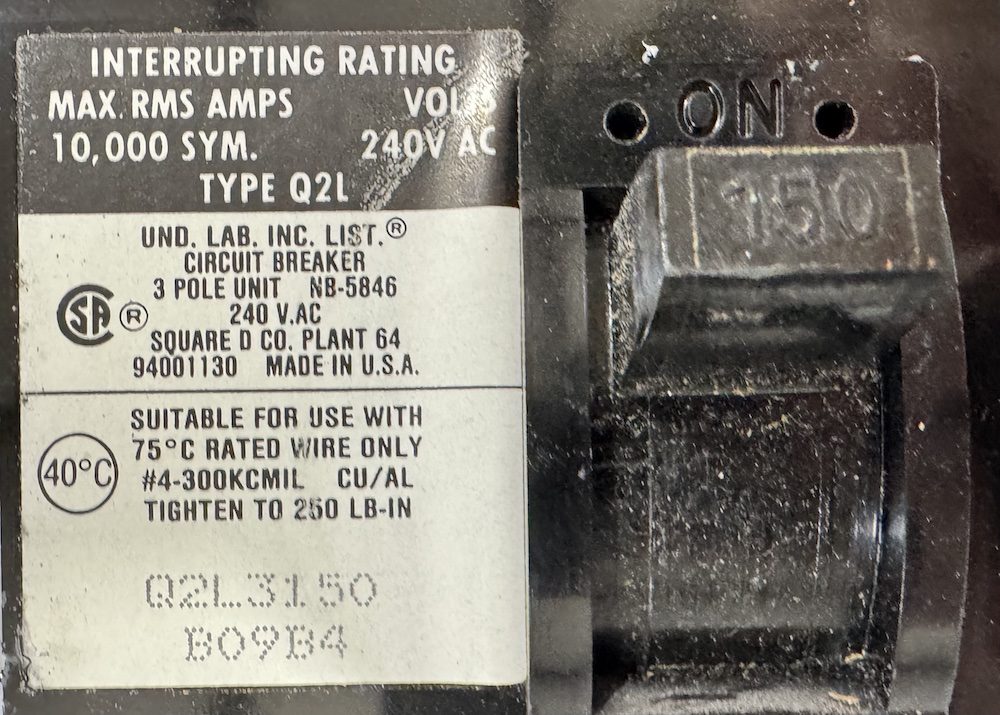 INTERRUPTING RATING
MAX. RMS AMPS VOLTS
10,000 SYM. 240V AC
TYPE Q2L
UND. LAB. INC. LIST.®
CIRCUIT BREAKER
3 POLE UNIT NB-5846
240 V.AC
SQUARE D CO. PLANT 64
94001130 MADE IN U.S.A.
SA ®
SUITABLE FOR USE WITH
75°C RATED WIRE ONLY
#4-300KCMIL CU/AL
TIGHTEN TO 250 LB-IN
40°C
Q2L3150
B09B4
ON
150